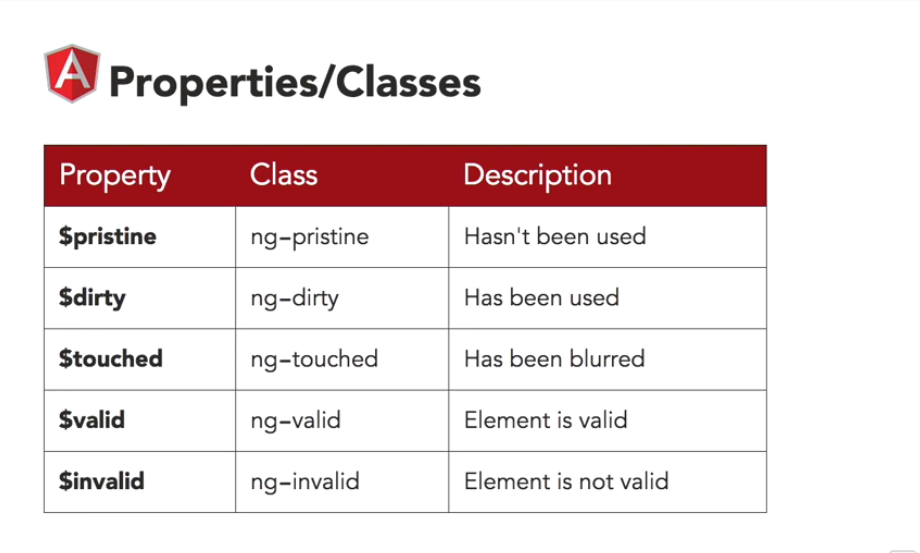 A
Properties/Classes
Property Class Description
$pristine ng-pristine Hasn't been used
$dirty ng-dirty Has been used
$touched ng-touched Has been blurred
$valid ng-valid Element is valid
$invalid ng-invalid Element is not valid